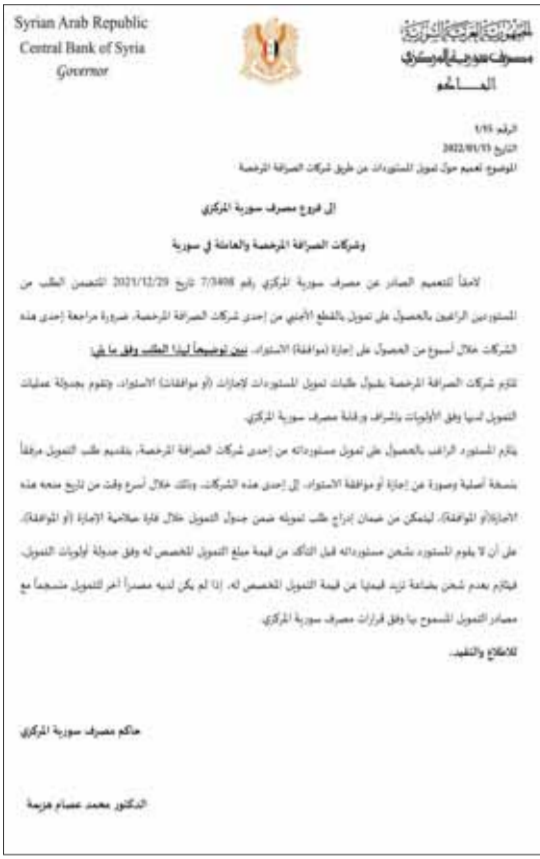 Syrian Arab Republic
Central Bank of Syria
Governor
الجمهورية العربية السورية
مصرف سورية المركزي
الحاكم
الرقم 1/15
التاريخ 2022/01/13
الموضوع: تعميم حول تمويل المستوردات عن طريق شركات الصرافة المرخصة
إلى فروع مصرف سورية المركزي
وشركات الصرافة المرخصة والعاملة في سورية
لاحقاً للتعميم الصادر عن مصرف سورية المركزي رقم 7/3498 تاريخ 2021/12/29 المتضمن الطلب من
المستوردين الراغبين بالحصول على تمويل بالقطع الأجنبي من إحدى شركات الصرافة المرخصة، ضرورة مراجعة إحدى هذه
الشركات خلال أسبوع من الحصول على إجازة (موافقة) الاستيراد، نبين توضيحاً لهذا الطلب وفق ما يلي:
تلتزم شركات الصرافة المرخصة بقبول طلبات تمويل المستوردات لإجازات (أو موافقات) الاستيراد، وتقوم بجدولة عمليات
التمويل لديها وفق الأولويات بإشراف ورقابة مصرف سورية المركزي.
يلتزم المستورد الراغب بالحصول على تمويل مستورداته من إحدى شركات الصرافة المرخصة، بتقديم طلب التمويل مرفقاً
بنسخة أصلية وصورة عن إجازة أو موافقة الاستيراد، إلى إحدى هذه الشركات، وذلك خلال أسرع وقت من تاريخ منحه هذه
الاجازة(أو الموافقة)، ليتمكن من ضمان إدراج طلب تمويله ضمن جدول التمويل خلال فترة صلاحية الإجازة (أو الموافقة)،
على أن لا يقوم المستورد بشحن مستورداته قبل التأكد من قيمة مبلغ التمويل المخصص له وفق جدولة أولويات التمويل،
فيلتزم بعدم شحن بضاعة تزيد قيمتها عن قيمة التمويل المخصص له، إذا لم يكن لديه مصدراً آخر للتمويل منسجماً مع
مصادر التمويل المسموح بها وفق قرارات مصرف سورية المركزي.
للاطلاع والتقيد.
حاكم مصرف سورية المركزي
الدكتور محمد عصام هزيمة